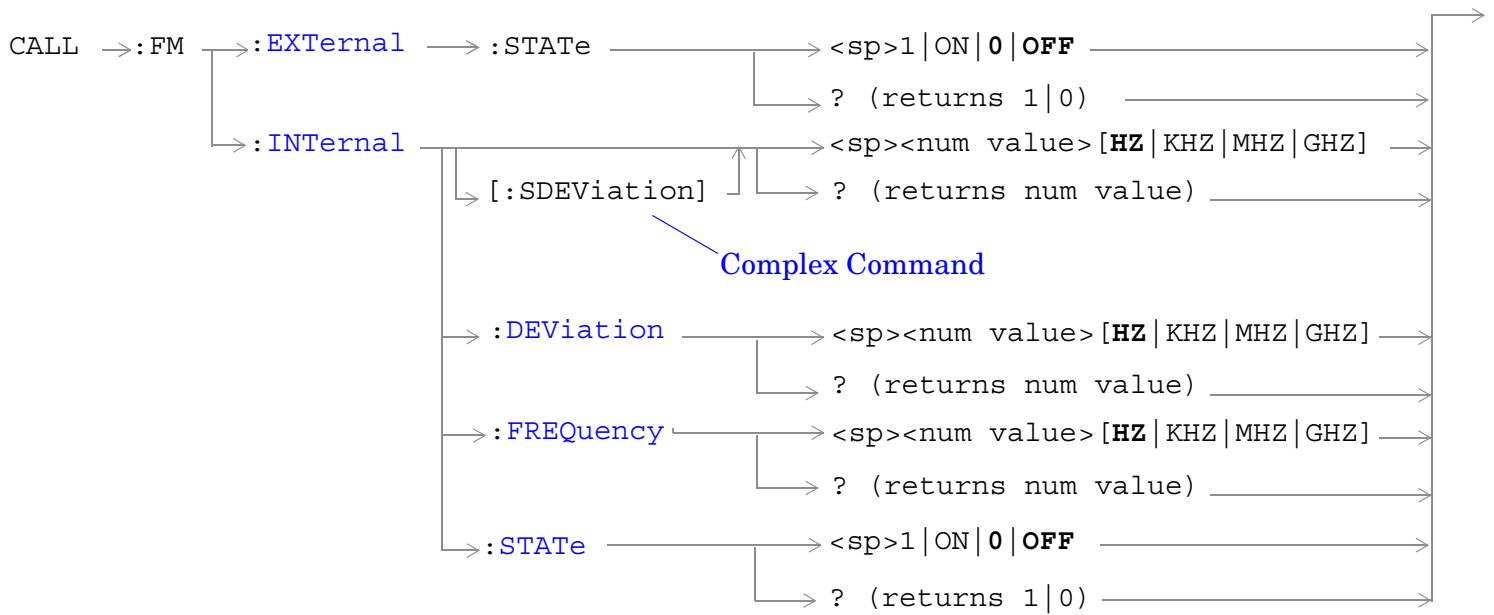 CALL :FM :EXTernal :STATe <sp>1|ON|0|OFF
? (returns 1|0)
:INTernal <sp><num value>[HZ|KHZ|MHZ|GHZ]
[:SDEViation] ? (returns num value)
Complex Command
:DEViation <sp><num value>[HZ|KHZ|MHZ|GHZ]
? (returns num value)
:FREQuency <sp><num value>[HZ|KHZ|MHZ|GHZ]
? (returns num value)
:STATe <sp>1|ON|0|OFF
? (returns 1|0)